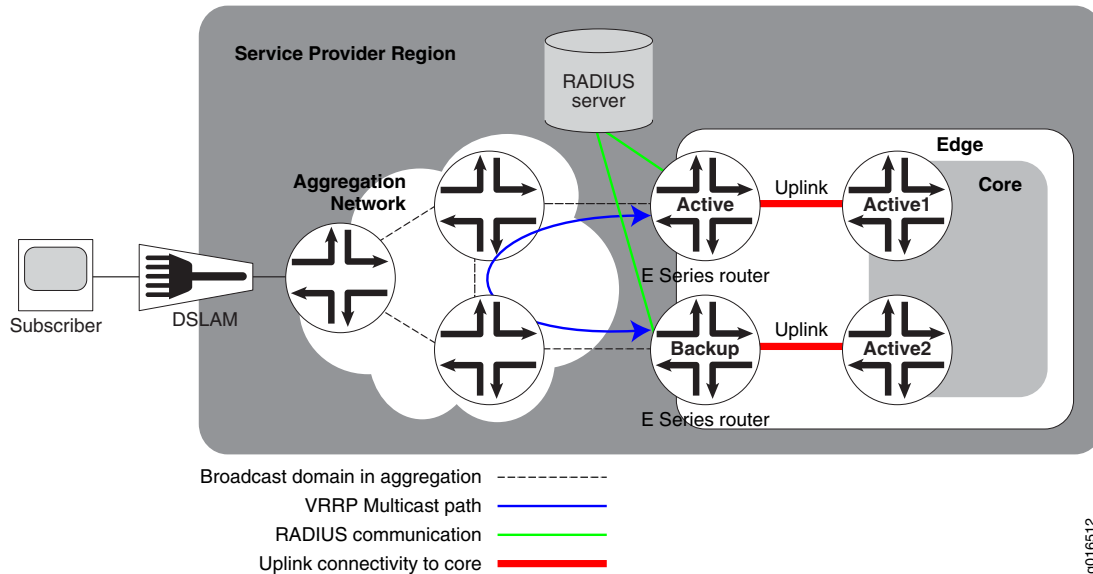 Service Provider Region
RADIUS
server
Edge
Core
Aggregation
Network
Active
Uplink
Active1
E Series router
Subscriber
DSLAM
Backup
Uplink
Active2
E Series router
Broadcast domain in aggregation
VRRP Multicast path
RADIUS communication
Uplink connectivity to core
g016512